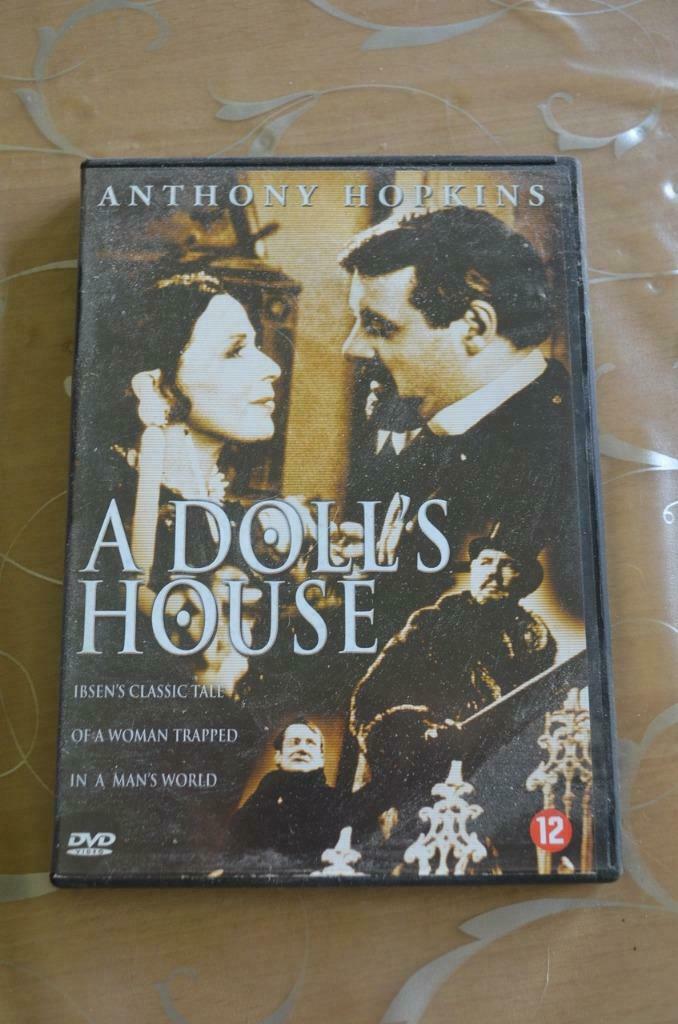 ANTHONY HOPKINS
A DOLL'S
HOUSE
IBSEN'S CLASSIC TALE
OF A WOMAN TRAPPED
IN A MAN'S WORLD
DVD
VIDEO
12